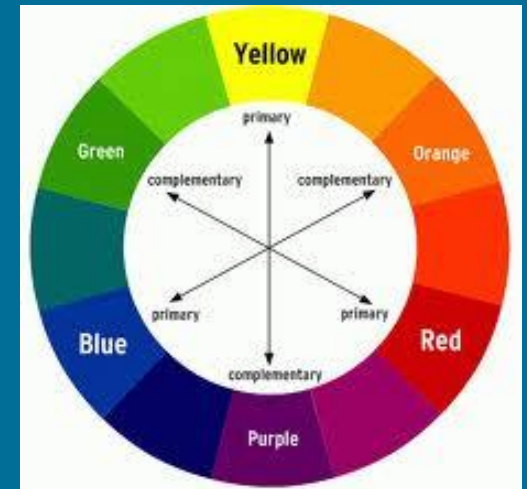 Yellow
primary
Green
Orange
complementary
complementary
primary
primary
Blue
Red
complementary
Purple